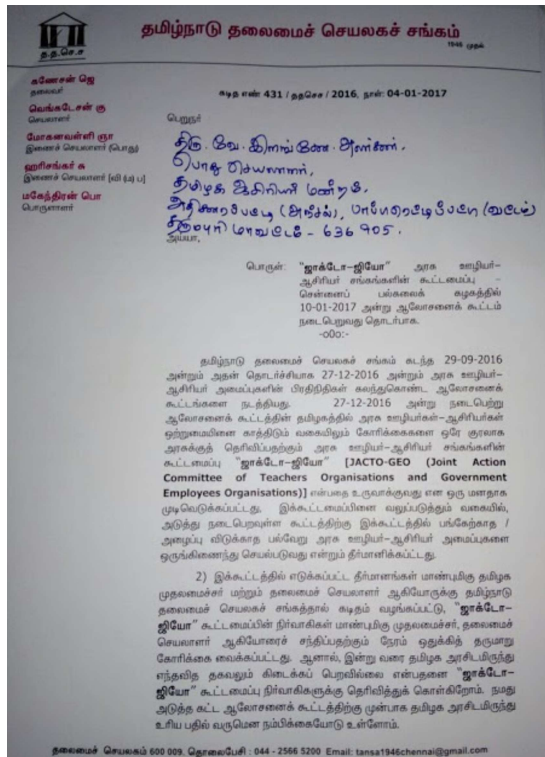 தமிழ்நாடு தலைமைச் செயலகச் சங்கம்
1946 முதல்
த.த.செ.ச
கணேசன் ஜெ
தலைவர்
வெங்கடேசன் கு
செயலாளர்
மோகனவள்ளி ஞா
இணைச் செயலாளர் (பொது)
ஹரிசங்கர் சு
இணைச் செயலாளர் [வி மு ப]
மகேந்திரன் பொ
பொருளாளர்
கடித எண் 431 / ததசெச / 2016, நாள்: 04-01-2017
பெறுநர்
திரு. வே. இளங்கோ அண்ணன்,
பொது செயலாளர்,
தமிழக ஆசிரியர் மன்றம்,
(அஞ்சல்), பாப்பிரெட்டிப்பட்டி (வட்டம்)
தருமபுரி மாவட்டம் - 636 905.
அய்யா,
பொருள்: "ஜாக்டோ-ஜியோ" அரசு ஊழியர்-
ஆசிரியர் சங்கங்களின் கூட்டமைப்பு -
சென்னைப் பல்கலைக் கழகத்தில்
10-01-2017 அன்று ஆலோசனைக் கூட்டம்
நடைபெறுவது தொடர்பாக.
-o0o:-
தமிழ்நாடு தலைமைச் செயலகச் சங்கம் கடந்த 29-09-2016
அன்றும் அதன் தொடர்ச்சியாக 27-12-2016 அன்றும் அரசு ஊழியர்-
ஆசிரியர் அமைப்புகளின் பிரதிநிதிகள் கலந்துகொண்ட ஆலோசனைக்
கூட்டங்களை நடத்தியது. 27-12-2016 அன்று நடைபெற்ற
ஆலோசனைக் கூட்டத்தின் தமிழகத்தில் அரசு ஊழியர்கள்-ஆசிரியர்கள்
ஒற்றுமையினை காத்திடும் வகையிலும் கோரிக்கைகளை ஒரே குரலாக
அரசுக்குத் தெரிவிப்பதற்கும் அரசு ஊழியர்-ஆசிரியர் சங்கங்களின்
கூட்டமைப்பு "ஜாக்டோ-ஜியோ" [JACTO-GEO (Joint Action
Committee of Teachers Organisations and Government
Employees Organisations)] என்பதை உருவாக்குவது என ஒரு மனதாக
முடிவெடுக்கப்பட்டது. இக்கூட்டமைப்பினை வலுப்படுத்தும் வகையில்,
அடுத்து நடைபெறவுள்ள கூட்டத்திற்கு இக்கூட்டத்தில் பங்கேற்காத /
அழைப்பு விடுக்காத பல்வேறு அரசு ஊழியர்-ஆசிரியர் அமைப்புகளை
ஒருங்கிணைந்து செயல்படுவது என்றும் தீர்மானிக்கப்பட்டது.
2) இக்கூட்டத்தில் எடுக்கப்பட்ட தீர்மானங்கள் மாண்புமிகு தமிழக
முதலமைச்சர் மற்றும் தலைமைச் செயலாளர் ஆகியோருக்கு தமிழ்நாடு
தலைமைச் செயலகச் சங்கத்தால் கடிதம் வழங்கப்பட்டு, "ஜாக்டோ-
ஜியோ" கூட்டமைப்பின் நிர்வாகிகள் மாண்புமிகு முதலமைச்சர், தலைமைச்
செயலாளர் ஆகியோரைச் சந்திப்பதற்கும் நேரம் ஒதுக்கித் தருமாறு
கோரிக்கை வைக்கப்பட்டது. ஆனால், இன்று வரை தமிழக அரசிடமிருந்து
எந்தவித தகவலும் கிடைக்கப் பெறவில்லை என்பதனை "ஜாக்டோ-
ஜியோ" கூட்டமைப்பு நிர்வாகிகளுக்கு தெரிவித்துக் கொள்கிறோம். நமது
அடுத்த கட்ட ஆலோசனைக் கூட்டத்திற்கு முன்பாக தமிழக அரசிடமிருந்து
உரிய பதில் வருமென நம்பிக்கையோடு உள்ளோம்.
தலைமைச் செயலகம் 600 009. தொலைபேசி : 044 - 2566 5200 Email: tansa1946chennai@gmail.com